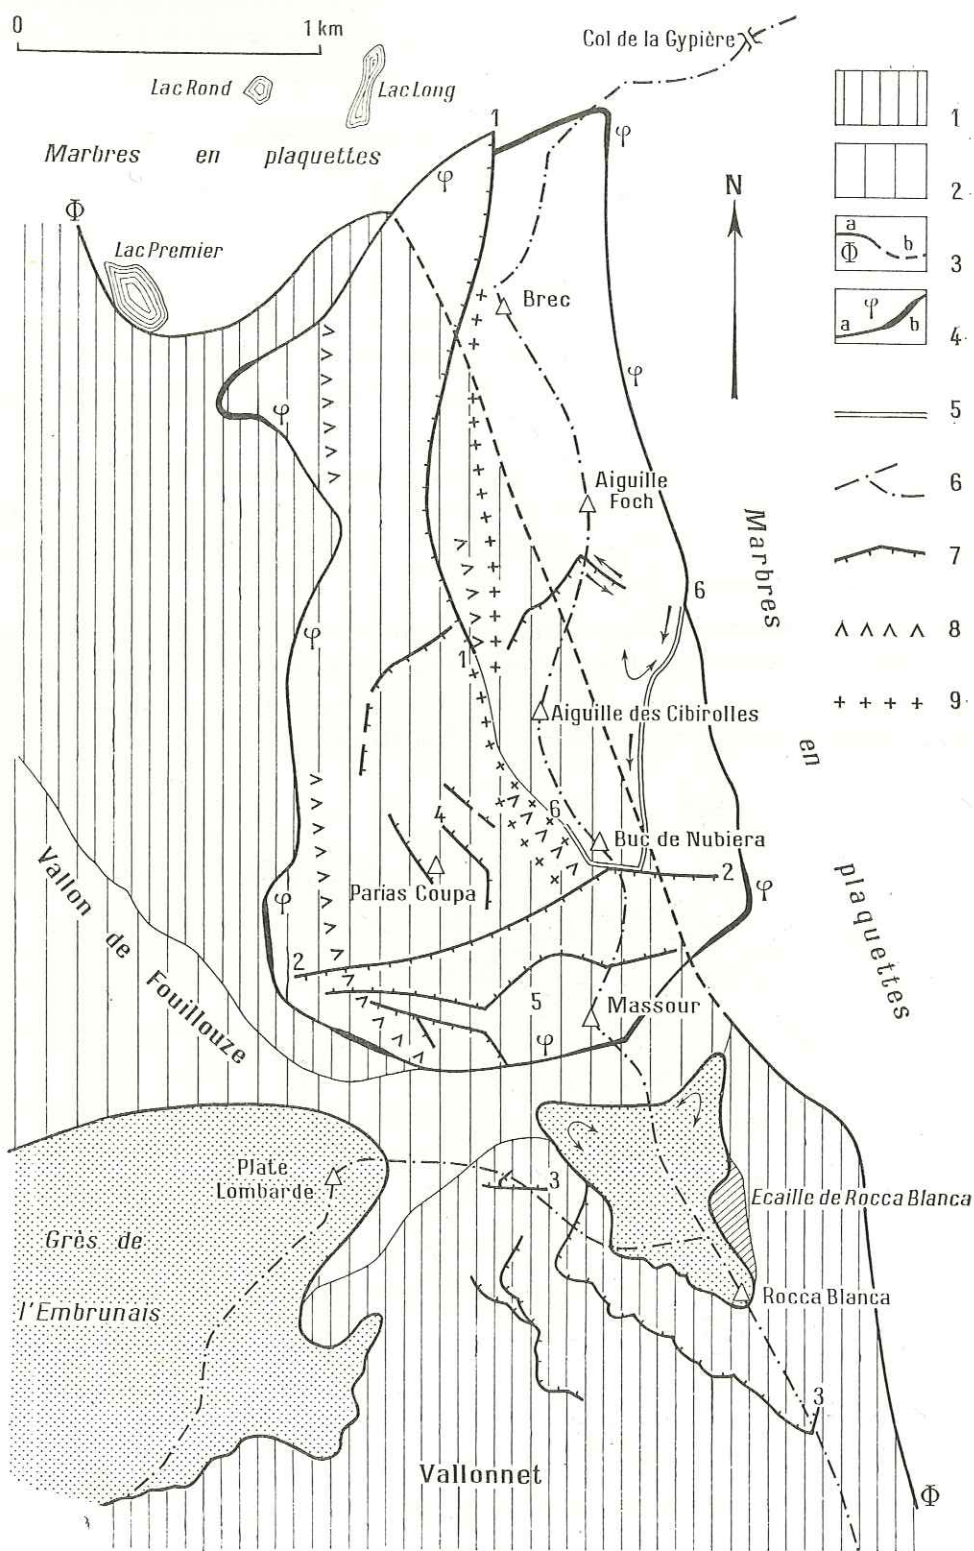 0
1 km
Col de la Gypière
Lac Rond
Lac Long
1
Marbres en plaquettes
φ
φ
N
Φ
Lac Premier
Brec
φ
φ
Aiguille
Foch
Marbres
6
φ
1
Aiguille des Cibirolles
en
4
6
Buc de Nubiera
2
Parias Coupa
φ
φ
plaquettes
Vallon
de
Fouillouze
2
5
Massour
φ
Plate
Lombarde
3
Ecaille de Rocca Blanca
Grès de
l'Embrunais
Rocca Blanca
3
Vallonnet
Φ
1
2
a
Φ
b
3
φ
a
b
4
5
6
7
8
9